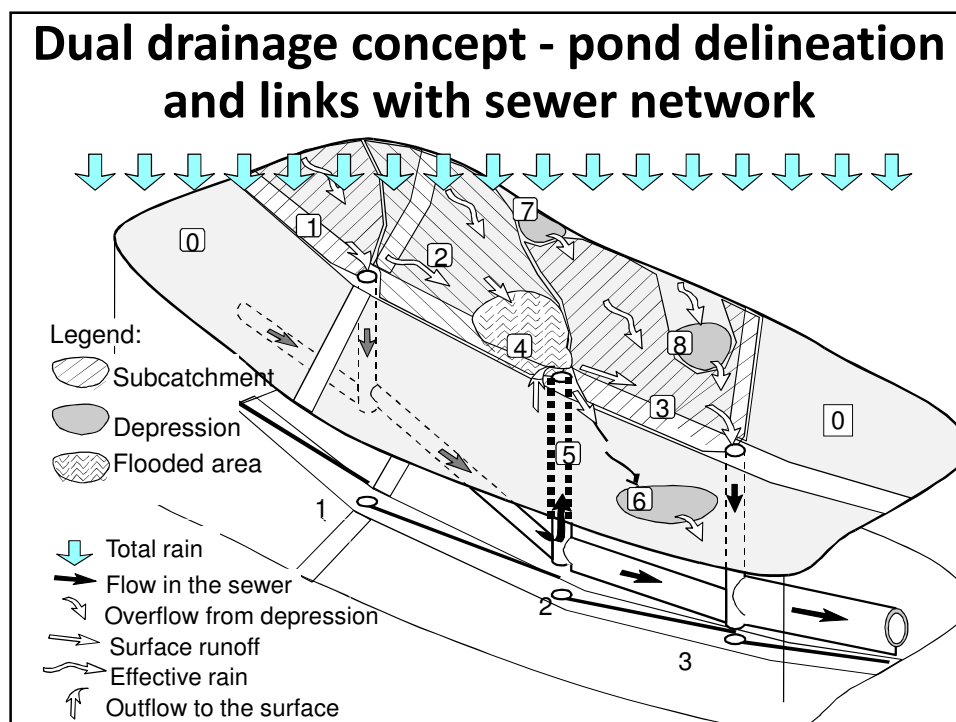 Dual drainage concept - pond delineation
and links with sewer network
7
1
0
2
8
4
Legend:
Subcatchment
3
0
Depression
5
Flooded area
6
1
Total rain
Flow in the sewer
2
Overflow from depression
Surface runoff
3
Effective rain
Outflow to the surface